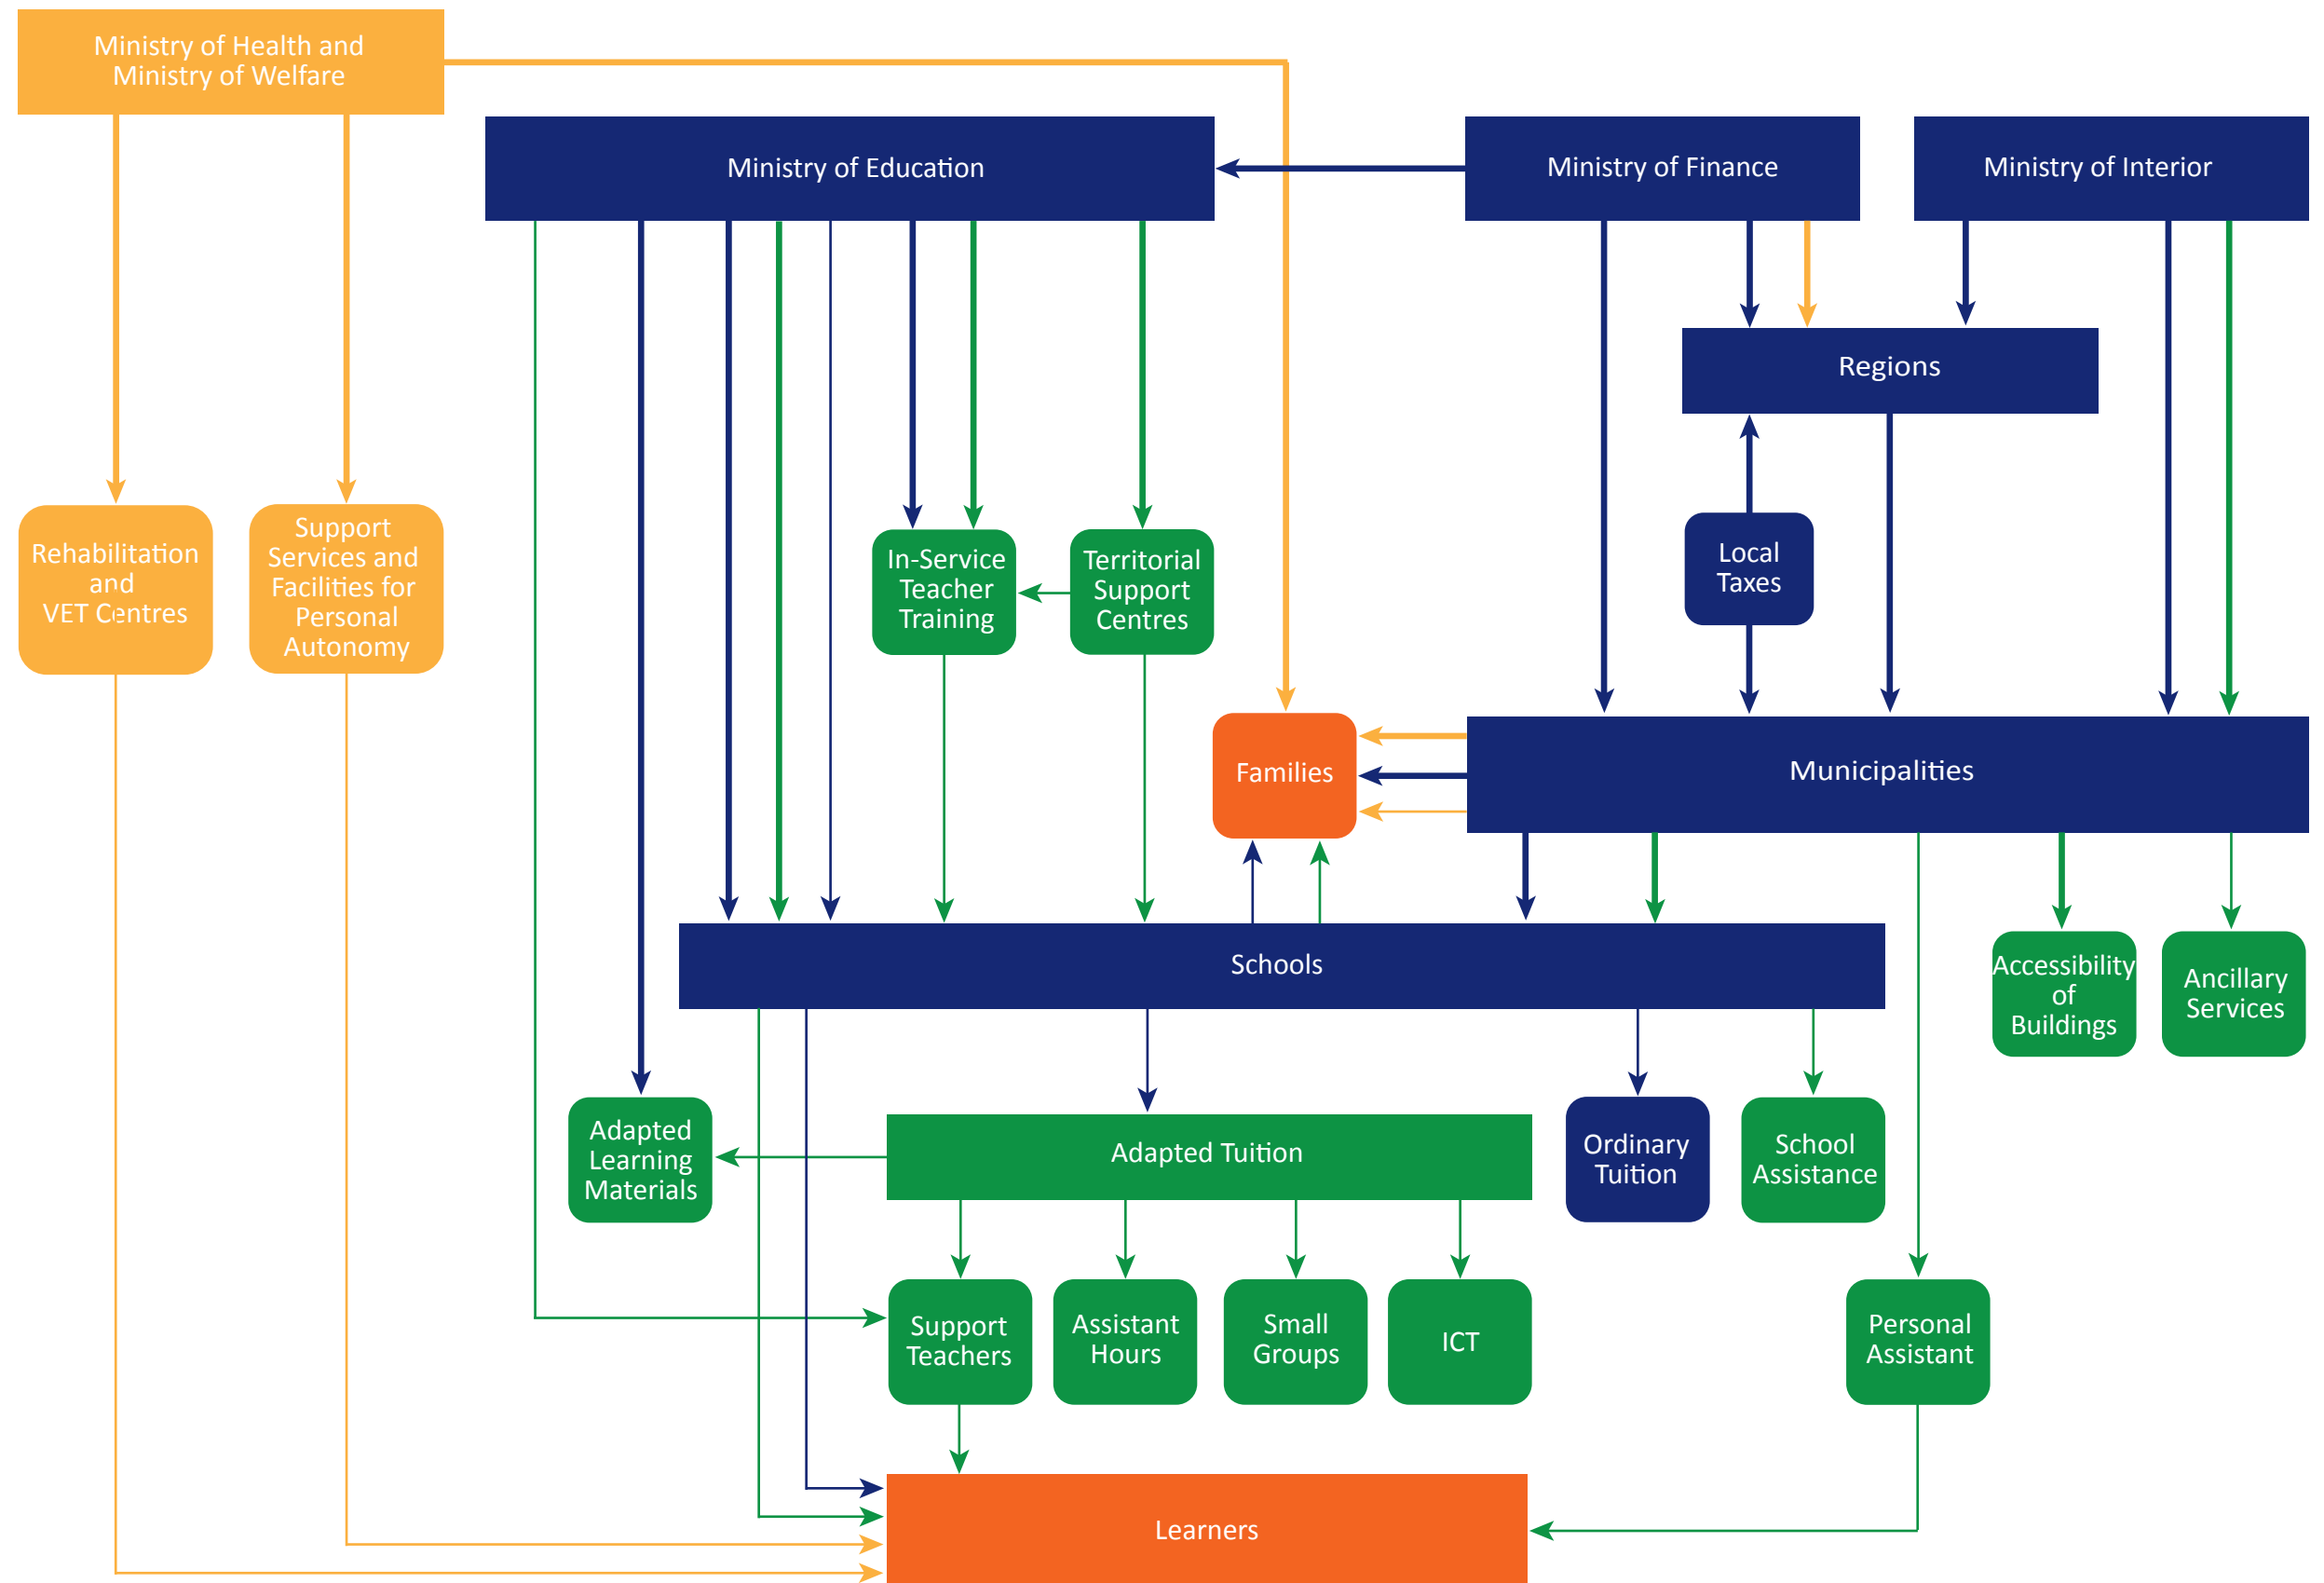 Ministry of Health and
Ministry of Welfare
Ministry of Education
Ministry of Finance
Ministry of Interior
Regions
Rehabilitation
and
VET Centres
Support
Services and
Facilities for
Personal
Autonomy
In-Service
Teacher
Training
Territorial
Support
Centres
Local
Taxes
Families
Municipalities
Schools
Accessibility
of
Buildings
Ancillary
Services
Adapted
Learning
Materials
Adapted Tuition
Ordinary
Tuition
School
Assistance
Support
Teachers
Assistant
Hours
Small
Groups
ICT
Personal
Assistant
Learners